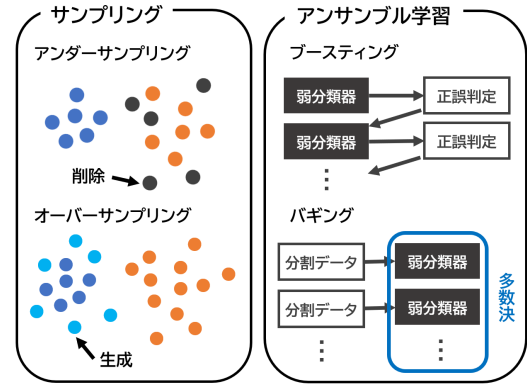 サンプリング
アンダーサンプリング
削除
オーバーサンプリング
生成
アンサンブル学習
ブースティング
弱分類器
正誤判定
弱分類器
正誤判定
⋮
バギング
分割データ
弱分類器
分割データ
弱分類器
⋮
⋮
多数決